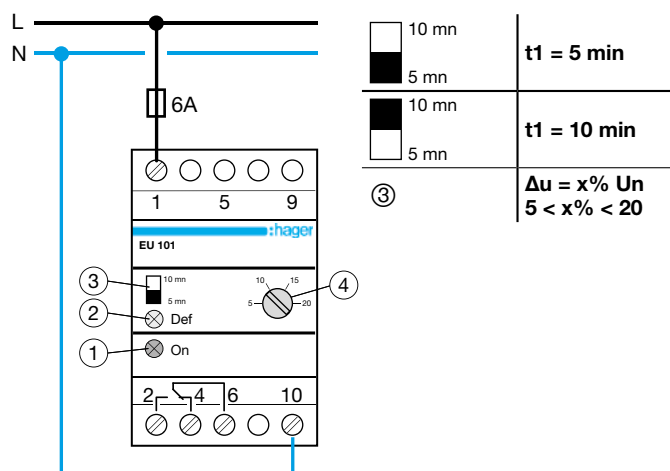 L
N
6A
1 5 9
:hager
EU 101
3
10 mn
5 mn
2
Def
1
On
5 10 15 20
4
2 4 6 10
10 mn
5 mn
t1 = 5 min
10 mn
5 mn
t1 = 10 min
③
Δu = x% Un
5 < x% < 20